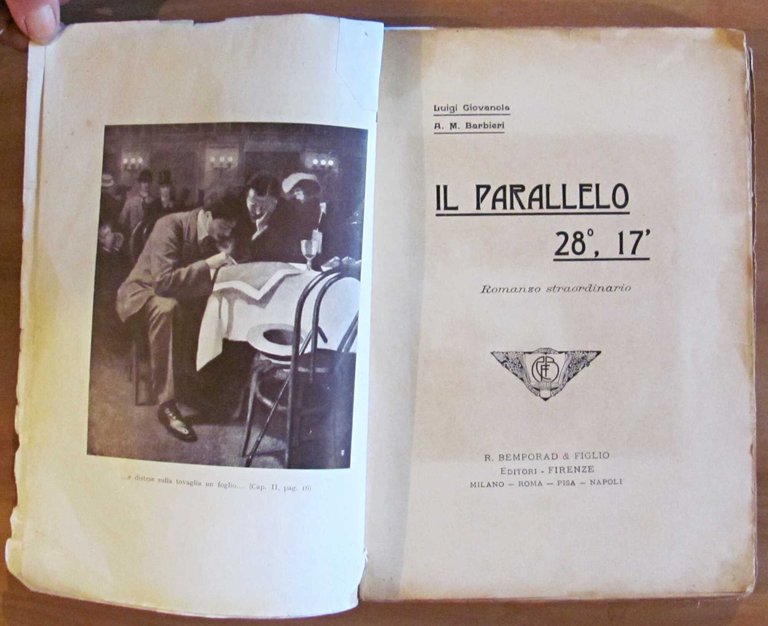 ...e distese sulla tovaglia un foglio.... (Cap. II, pag. 16)
Luigi Giovanola
A. M. Barbieri
IL PARALLELO
28°, 17'
Romanzo straordinario
R. BEMPORAD & FIGLIO
EDITORI - FIRENZE
MILANO — ROMA — PISA — NAPOLI